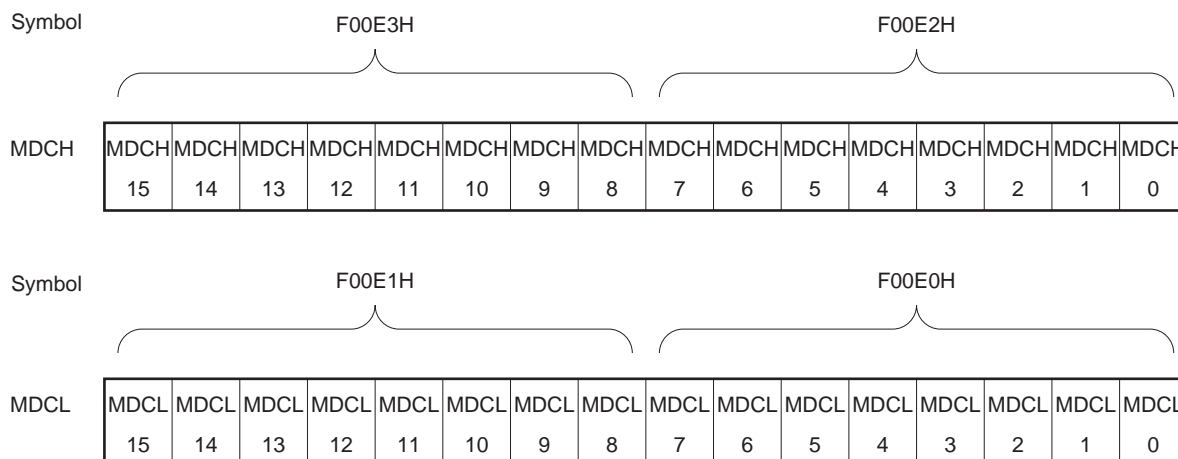 Symbol F00E3H F00E2H
MDCH MDCH MDCH MDCH MDCH MDCH MDCH MDCH MDCH MDCH MDCH MDCH MDCH MDCH MDCH MDCH MDCH
15 14 13 12 11 10 9 8 7 6 5 4 3 2 1 0
Symbol F00E1H F00E0H
MDCL MDCL MDCL MDCL MDCL MDCL MDCL MDCL MDCL MDCL MDCL MDCL MDCL MDCL MDCL MDCL MDCL
15 14 13 12 11 10 9 8 7 6 5 4 3 2 1 0